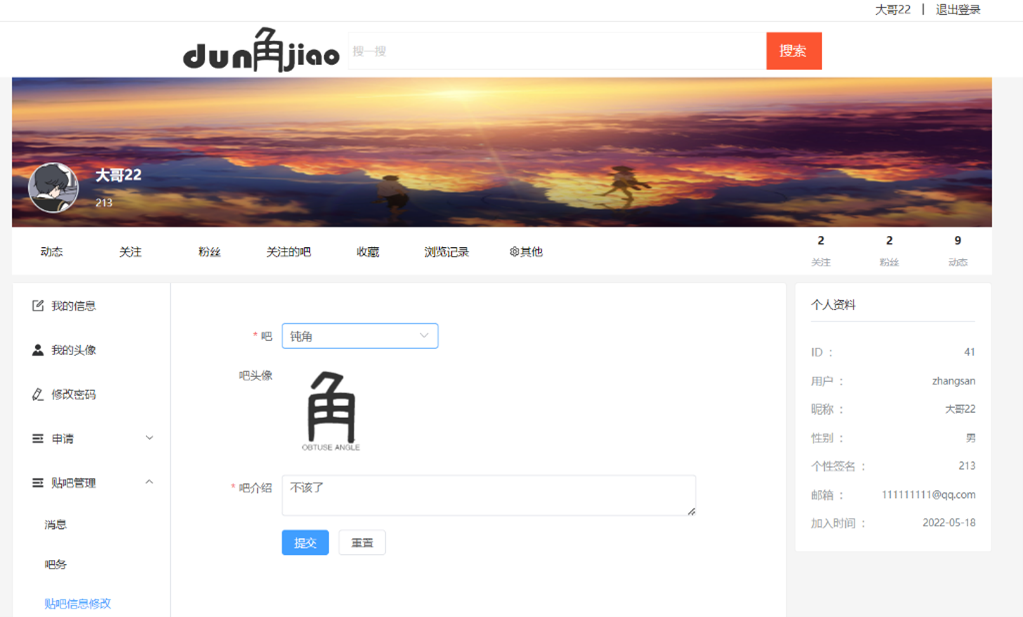 大哥22 | 退出登录
dun角jiao 搜一搜 搜索
大哥22
213
动态 关注 粉丝 关注的吧 收藏 浏览记录 其他
2 2 9
关注 粉丝 动态
我的信息
我的头像
修改密码
申请
贴吧管理
消息
吧务
贴吧信息修改
* 吧 钝角
吧头像
角
OBTUSE ANGLE
* 吧介绍 不该了
提交 重置
个人资料
ID : 41
用户 : zhangsan
昵称 : 大哥22
性别 : 男
个性签名 : 213
邮箱 : 111111111@qq.com
加入时间 : 2022-05-18